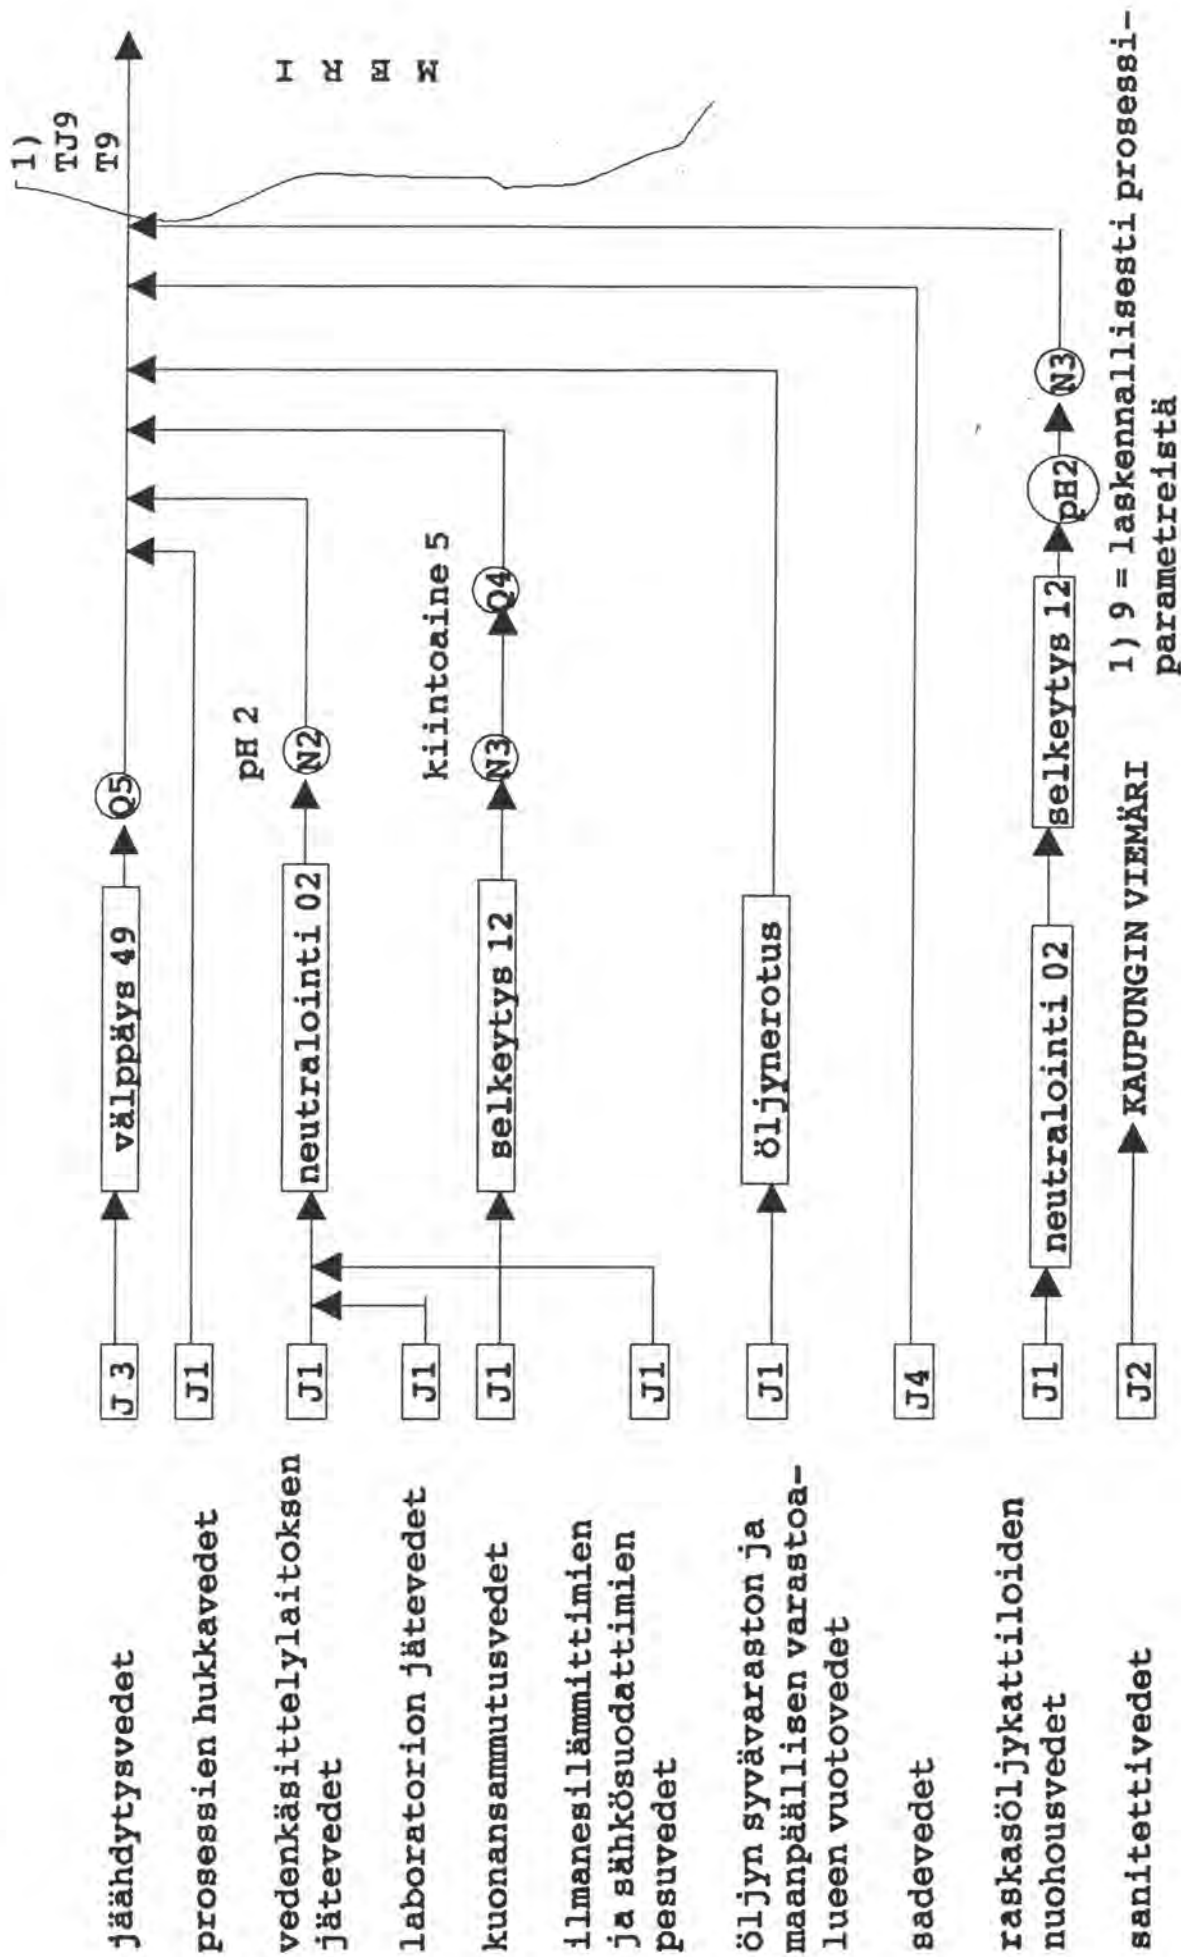 jäähdytysvedet
J 3
välppäys 49
Q5
1)
TJ9
T9
prosessien hukkavedet
J1
vedenkäsittelylaitoksen
jätevedet
J1
neutralointi 02
pH 2
N2
M E R I
laboratorion jätevedet
J1
kuonansammutusvedet
J1
selkeytys 12
N3
kiintoaine 5
Q4
ilmanesilämmittimien
ja sähkösuodattimien
pesuvedet
J1
öljyn syvävaraston ja
maanpäällisen varastoa-
lueen vuotovedet
J1
öljynerotus
sadevedet
J4
raskasöljykattiloiden
nuohousvedet
J1
neutralointi 02
selkeytys 12
pH2
N3
sanitettivedet
J2
KAUPUNGIN VIEMÄRI
1) 9 = laskennallisesti prosessi-
parametreistä